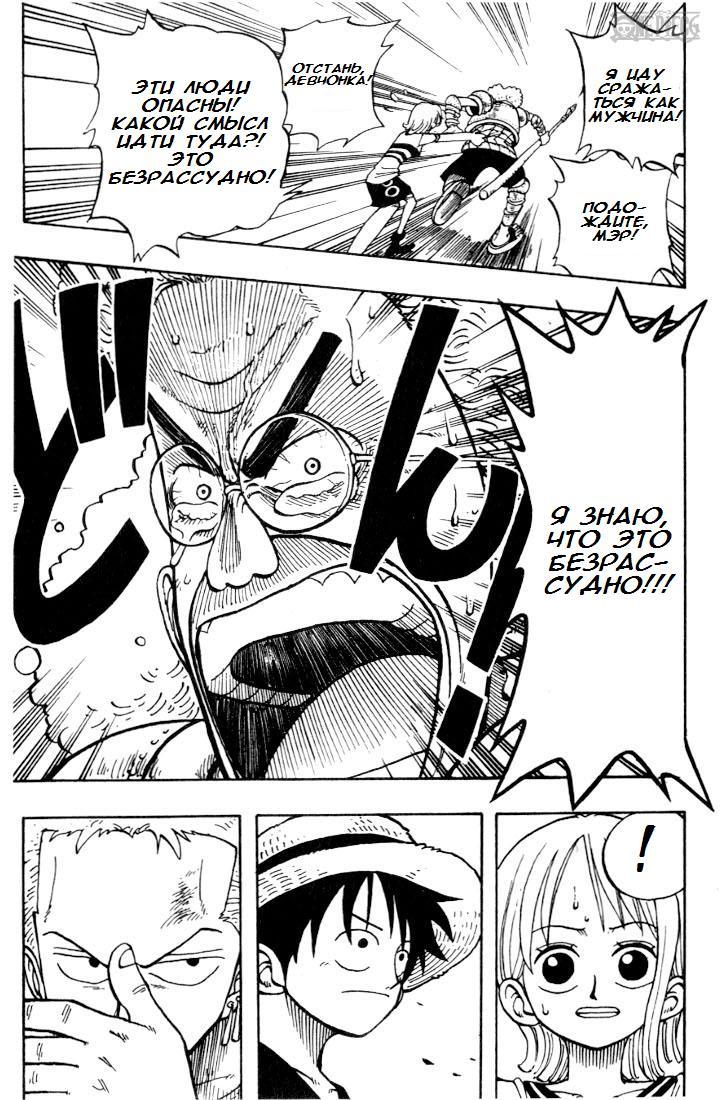 Я ИДУ
СРАЖА-
ТЬСЯ КАК
МУЖЧИНА!
ПОДО-
ЖДИТЕ,
МЭР!
ОТСТАНЬ,
ДЕВЧОНКА!
ЭТИ ЛЮДИ
ОПАСНЫ!
КАКОЙ СМЫСЛ
ИДТИ ТУДА?!
ЭТО
БЕЗРАССУДНО!
Я ЗНАЮ,
ЧТО ЭТО
БЕЗРАС-
СУДНО!!!
!